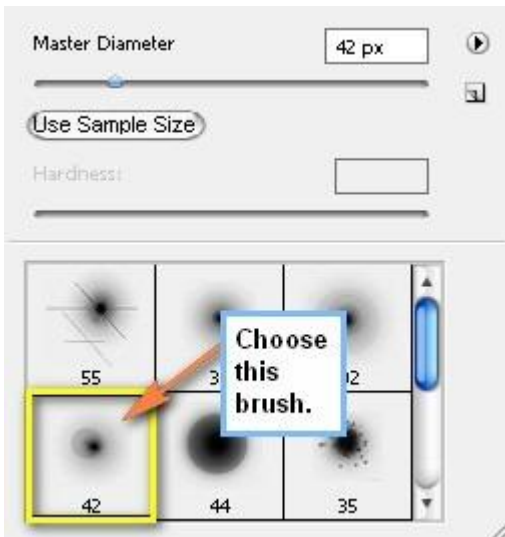 Master Diameter 42 px
Use Sample Size
Hardness:
55
Choose
this
brush.
42 44 35